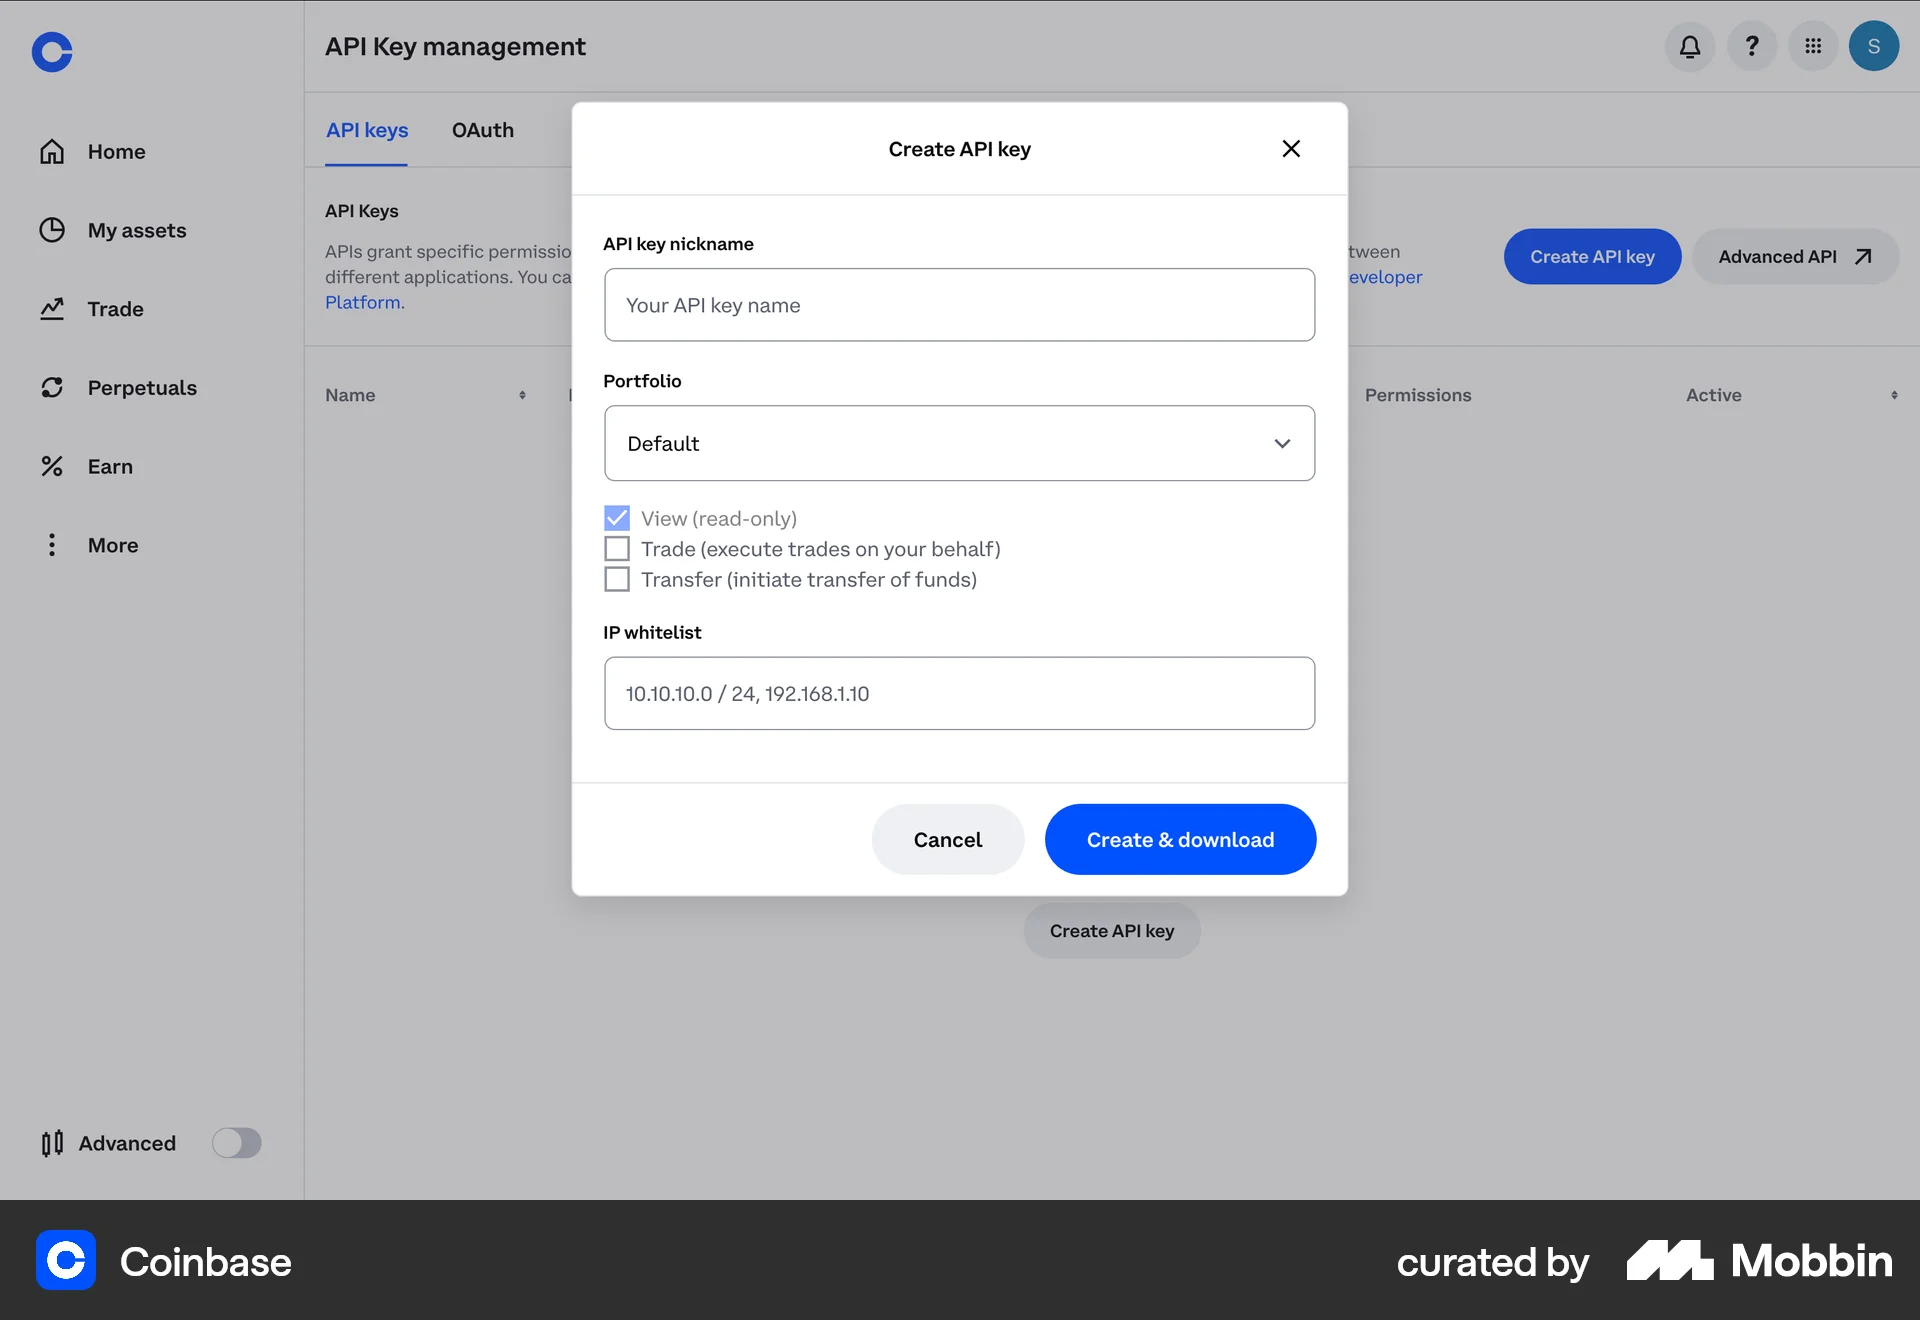 API Key management
S
Home
My assets
Trade
Perpetuals
Earn
More
Advanced
API keys
OAuth
API Keys
APIs grant specific permissio
tween
different applications. You ca
eveloper
Platform.
Create API key
Advanced API
Name
Permissions
Active
Create API key
API key nickname
Your API key name
Portfolio
Default
View (read-only)
Trade (execute trades on your behalf)
Transfer (initiate transfer of funds)
IP whitelist
10.10.10.0 / 24, 192.168.1.10
Cancel
Create & download
Create API key
Coinbase
curated by
Mobbin